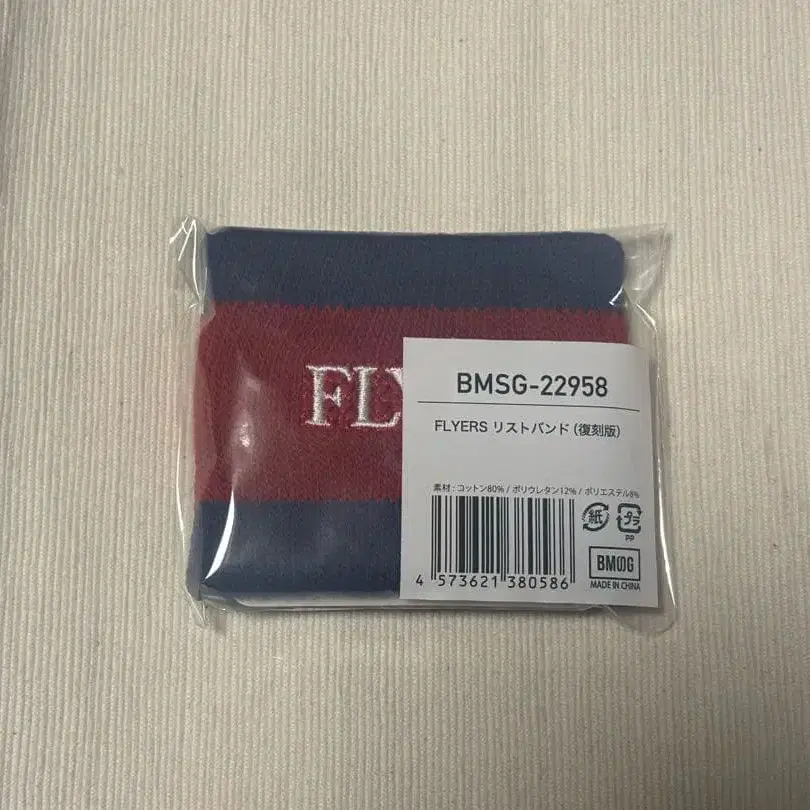 FLY
BMSG-22958
FLYERS リストバンド (復刻版)
素材 : コットン80% / ポリウレタン12% / ポリエステル8%
紙
プラ
PP
4 573621 380586
BMSG
MADE IN CHINA